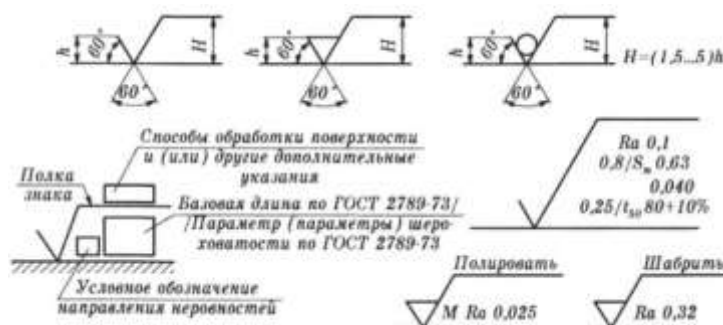 h 60° H 60°
h 60° H 60°
h 60° H 60°
H=(1,5...5)h
Способы обработки поверхности
и (или) другие дополнительные
указания
Полка
знака
Базовая длина по ГОСТ 2789-73/
/Параметр (параметры) шеро-
ховатости по ГОСТ 2789-73
Условное обозначение
направления неровностей
Ra 0,1
0,8/Sm 0,63
0,040
0,25/t50 80+10%
Полировать
M Ra 0,025
Шабрить
Ra 0,32